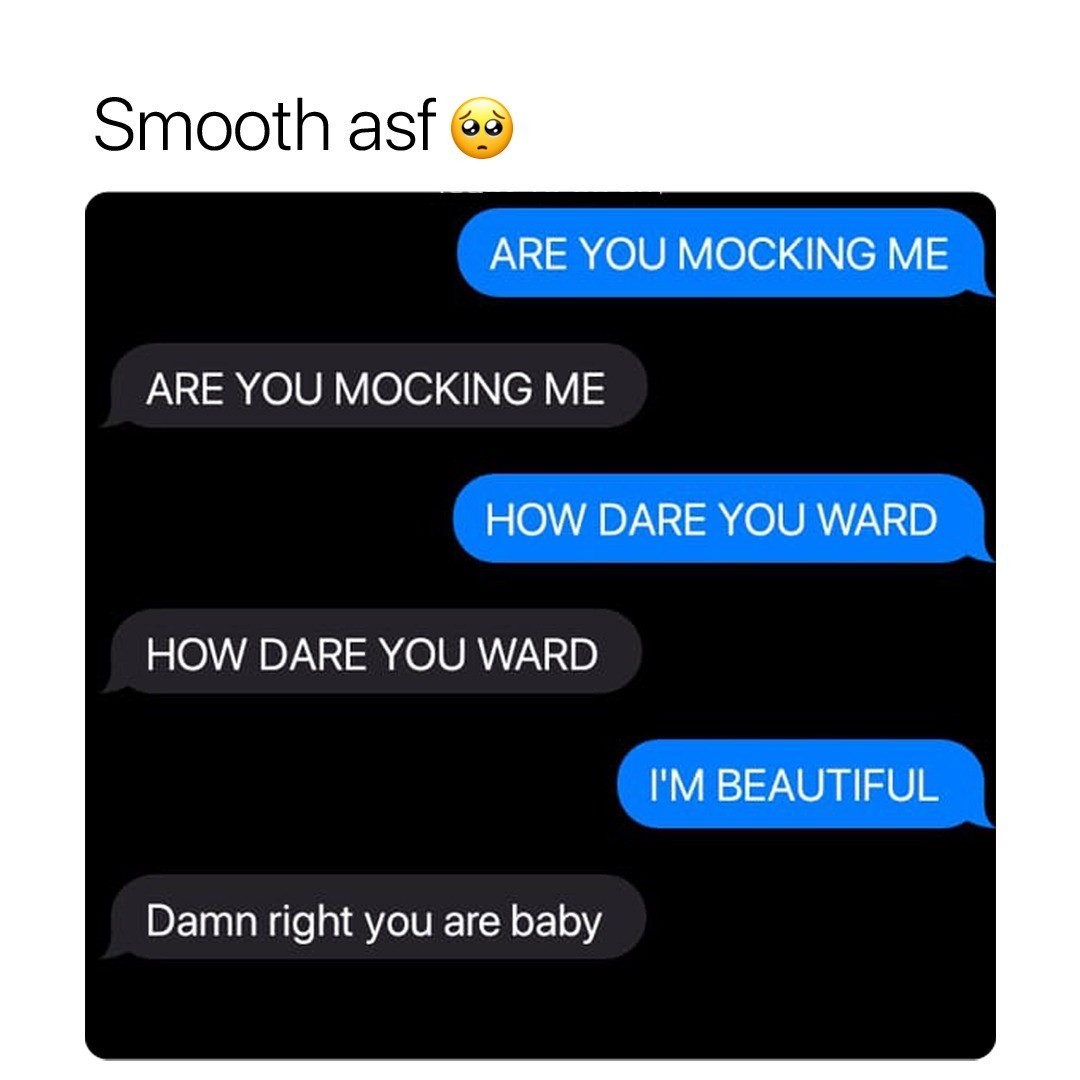 Smooth asf 🥺
ARE YOU MOCKING ME
ARE YOU MOCKING ME
HOW DARE YOU WARD
HOW DARE YOU WARD
I'M BEAUTIFUL
Damn right you are baby